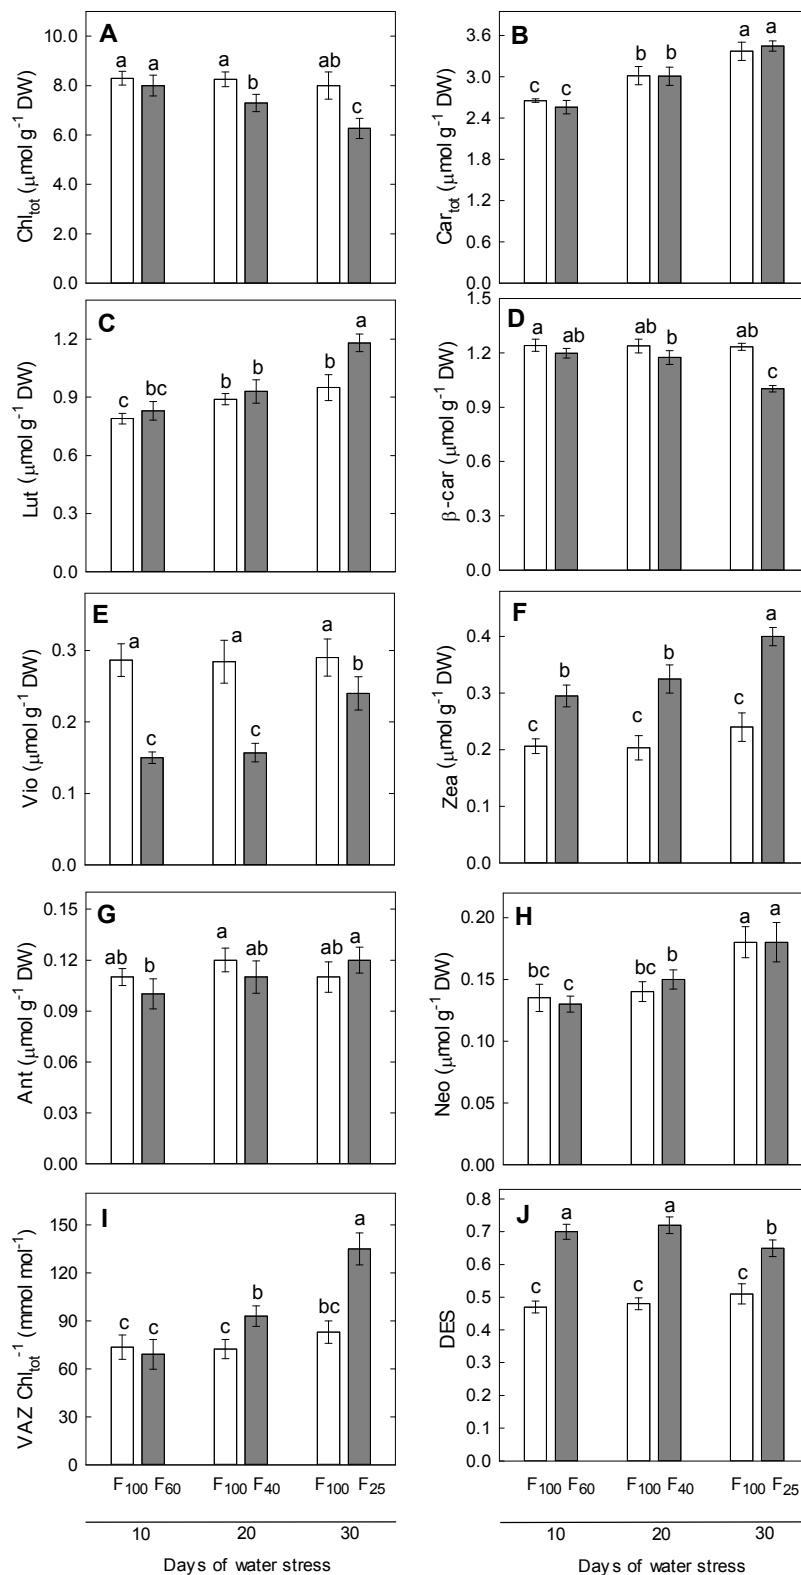 A
10.0
8.0
6.0
4.0
2.0
0.0
Chl_tot (μmol g⁻¹ DW)
a a a b ab c
B
3.6
3.0
2.4
1.8
1.2
0.6
0.0
Car_tot (μmol g⁻¹ DW)
c c b b a a
C
1.2
0.9
0.6
0.3
0.0
Lut (μmol g⁻¹ DW)
c bc b b b a
D
1.5
1.2
0.9
0.6
0.3
0.0
β-car (μmol g⁻¹ DW)
a ab ab b ab c
E
0.3
0.2
0.1
0.0
Vio (μmol g⁻¹ DW)
a c a c a b
F
0.4
0.3
0.2
0.1
0.0
Zea (μmol g⁻¹ DW)
c b c b c a
G
0.15
0.12
0.09
0.06
0.03
0.00
Ant (μmol g⁻¹ DW)
ab b a ab ab a
H
0.20
0.15
0.10
0.05
0.00
Neo (μmol g⁻¹ DW)
bc c bc b a a
I
150
120
90
60
30
0
VAZ Chl_tot⁻¹ (mmol mol⁻¹)
c c c b bc a
J
0.8
0.7
0.6
0.5
0.4
0.3
0.2
0.1
0.0
DES
c a c a c b
F₁₀₀ F₆₀ F₁₀₀ F₄₀ F₁₀₀ F₂₅
10 20 30
Days of water stress
F₁₀₀ F₆₀ F₁₀₀ F₄₀ F₁₀₀ F₂₅
10 20 30
Days of water stress